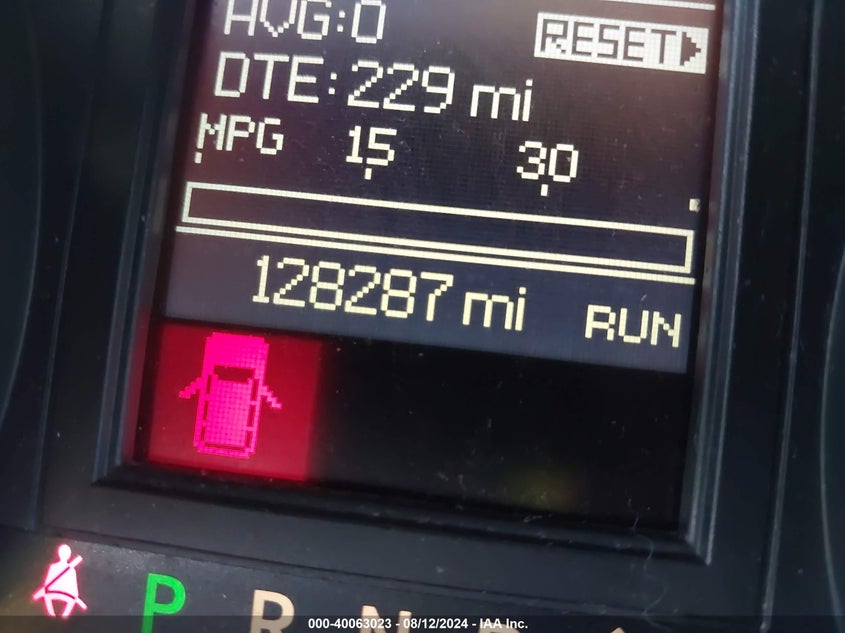 AVG:0
RESET
DTE: 229 mi
MPG 15 30
128287 mi RUN
P R N
000-40063023 - 08/12/2024 - IAA Inc.